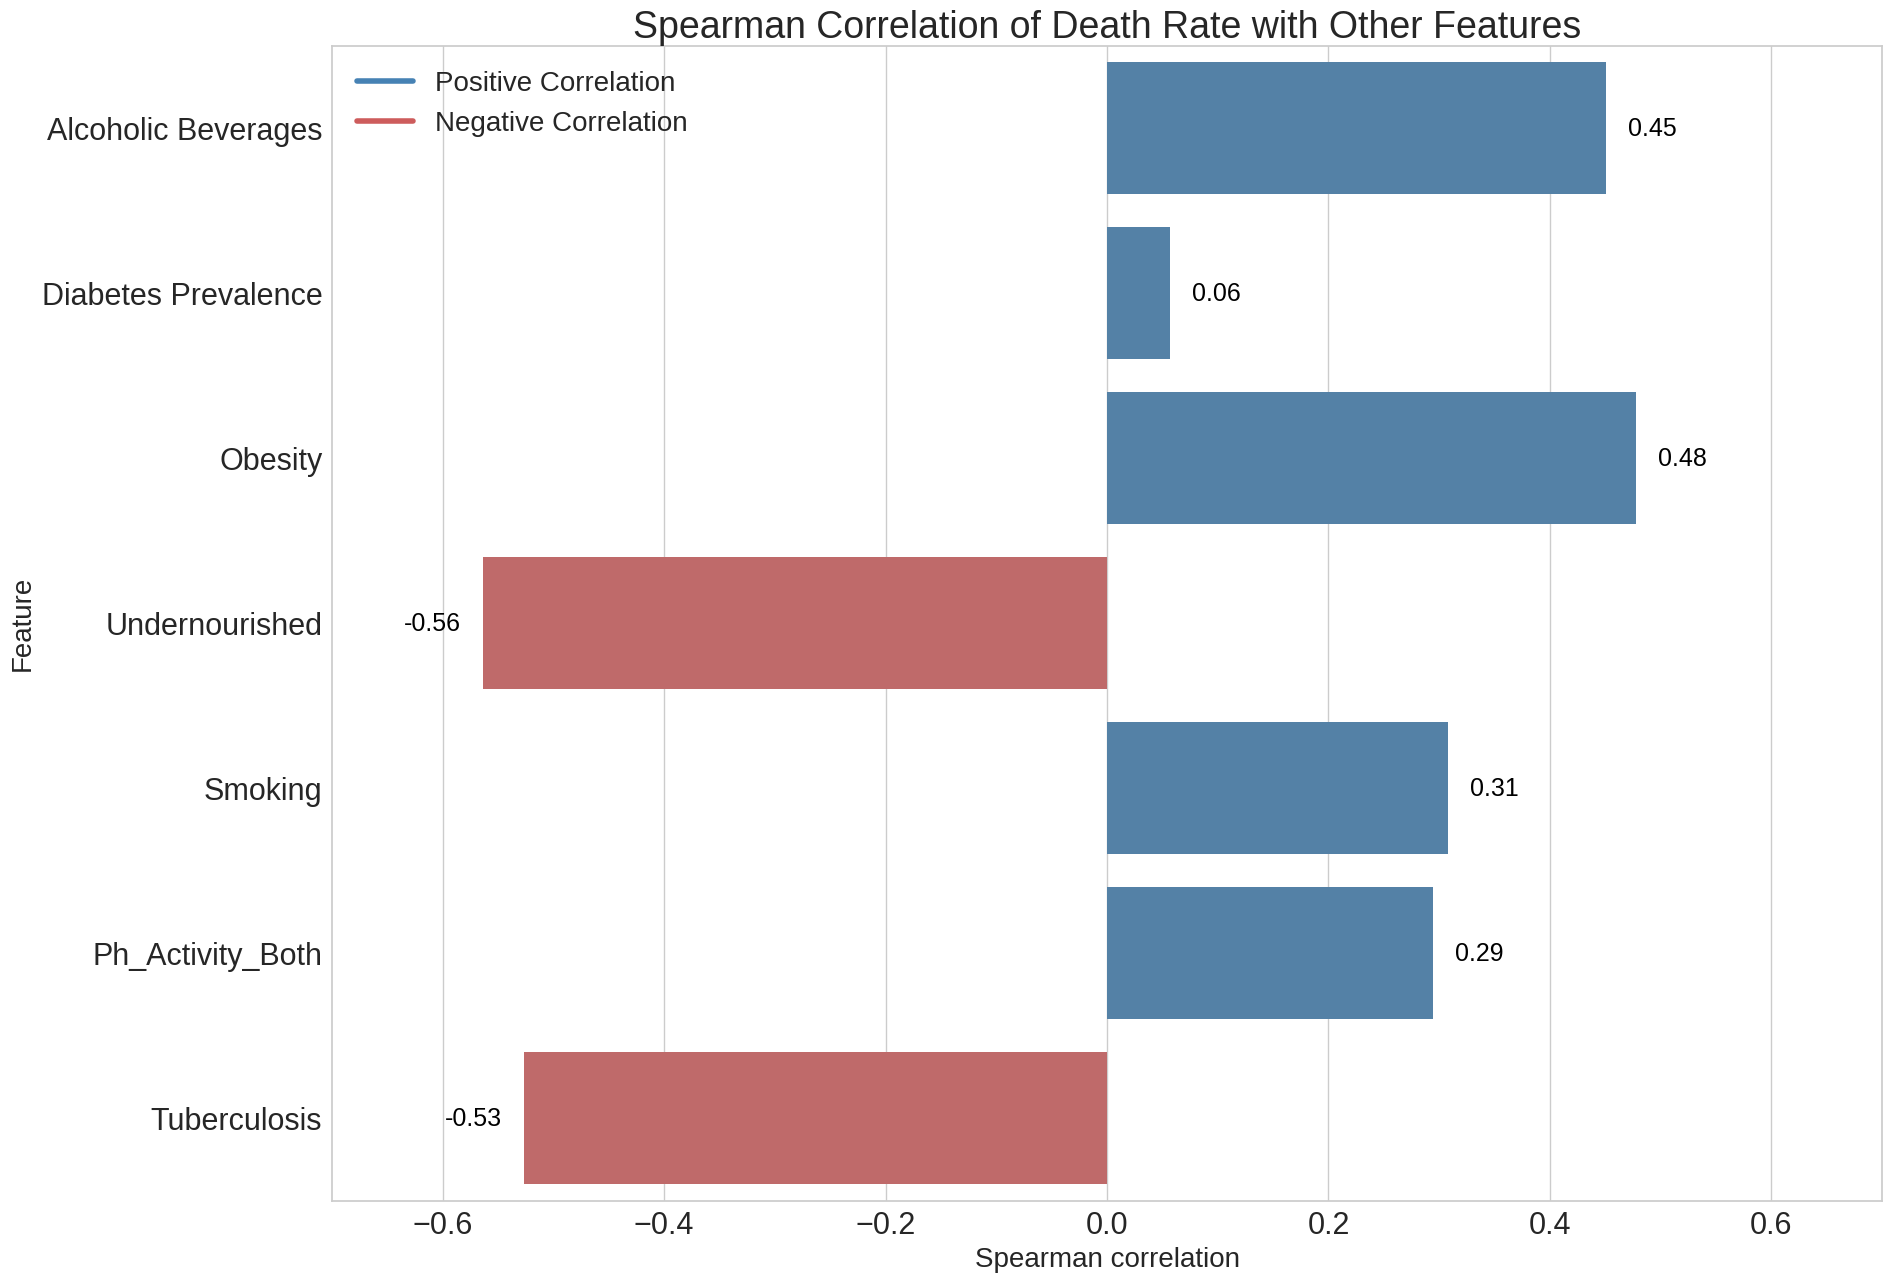 Spearman Correlation of Death Rate with Other Features
Positive Correlation
Negative Correlation
Alcoholic Beverages
0.45
Diabetes Prevalence
0.06
Obesity
0.48
Undernourished
-0.56
Smoking
0.31
Ph_Activity_Both
0.29
Tuberculosis
-0.53
Feature
−0.6 −0.4 −0.2 0.0 0.2 0.4 0.6
Spearman correlation